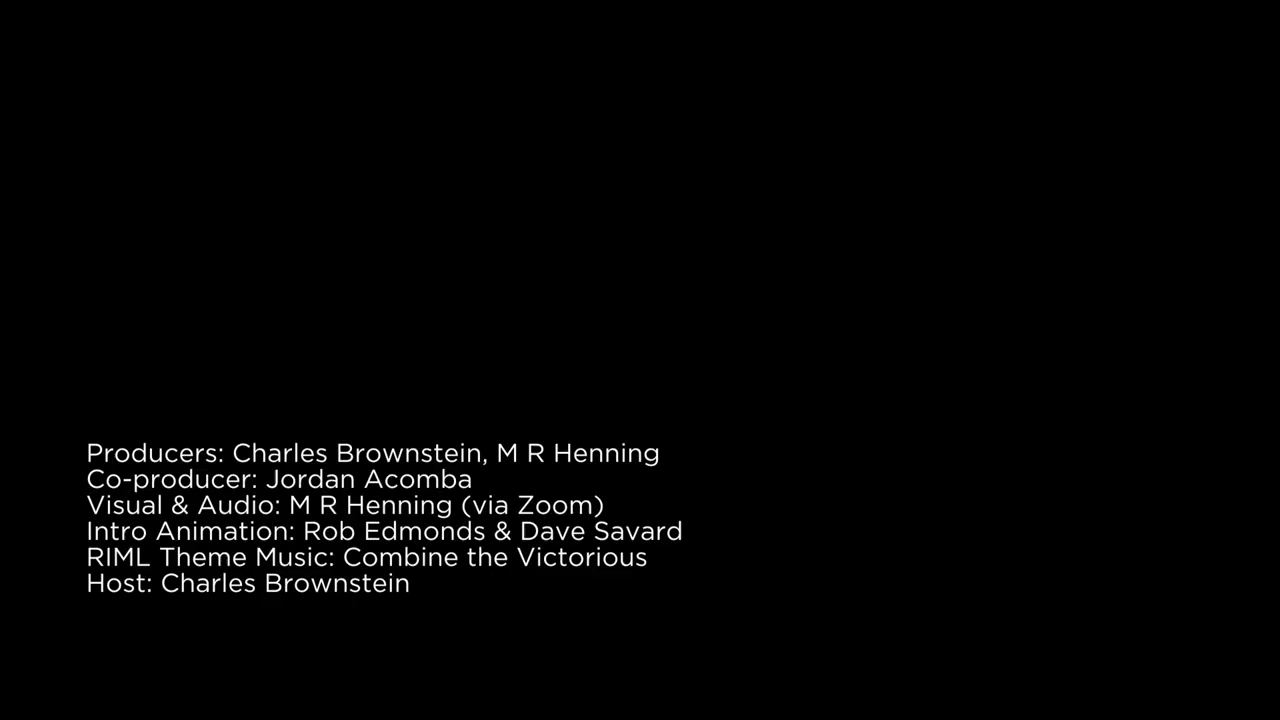 Producers: Charles Brownstein, M R Henning
Co-producer: Jordan Acomba
Visual & Audio: M R Henning (via Zoom)
Intro Animation: Rob Edmonds & Dave Savard
RIML Theme Music: Combine the Victorious
Host: Charles Brownstein